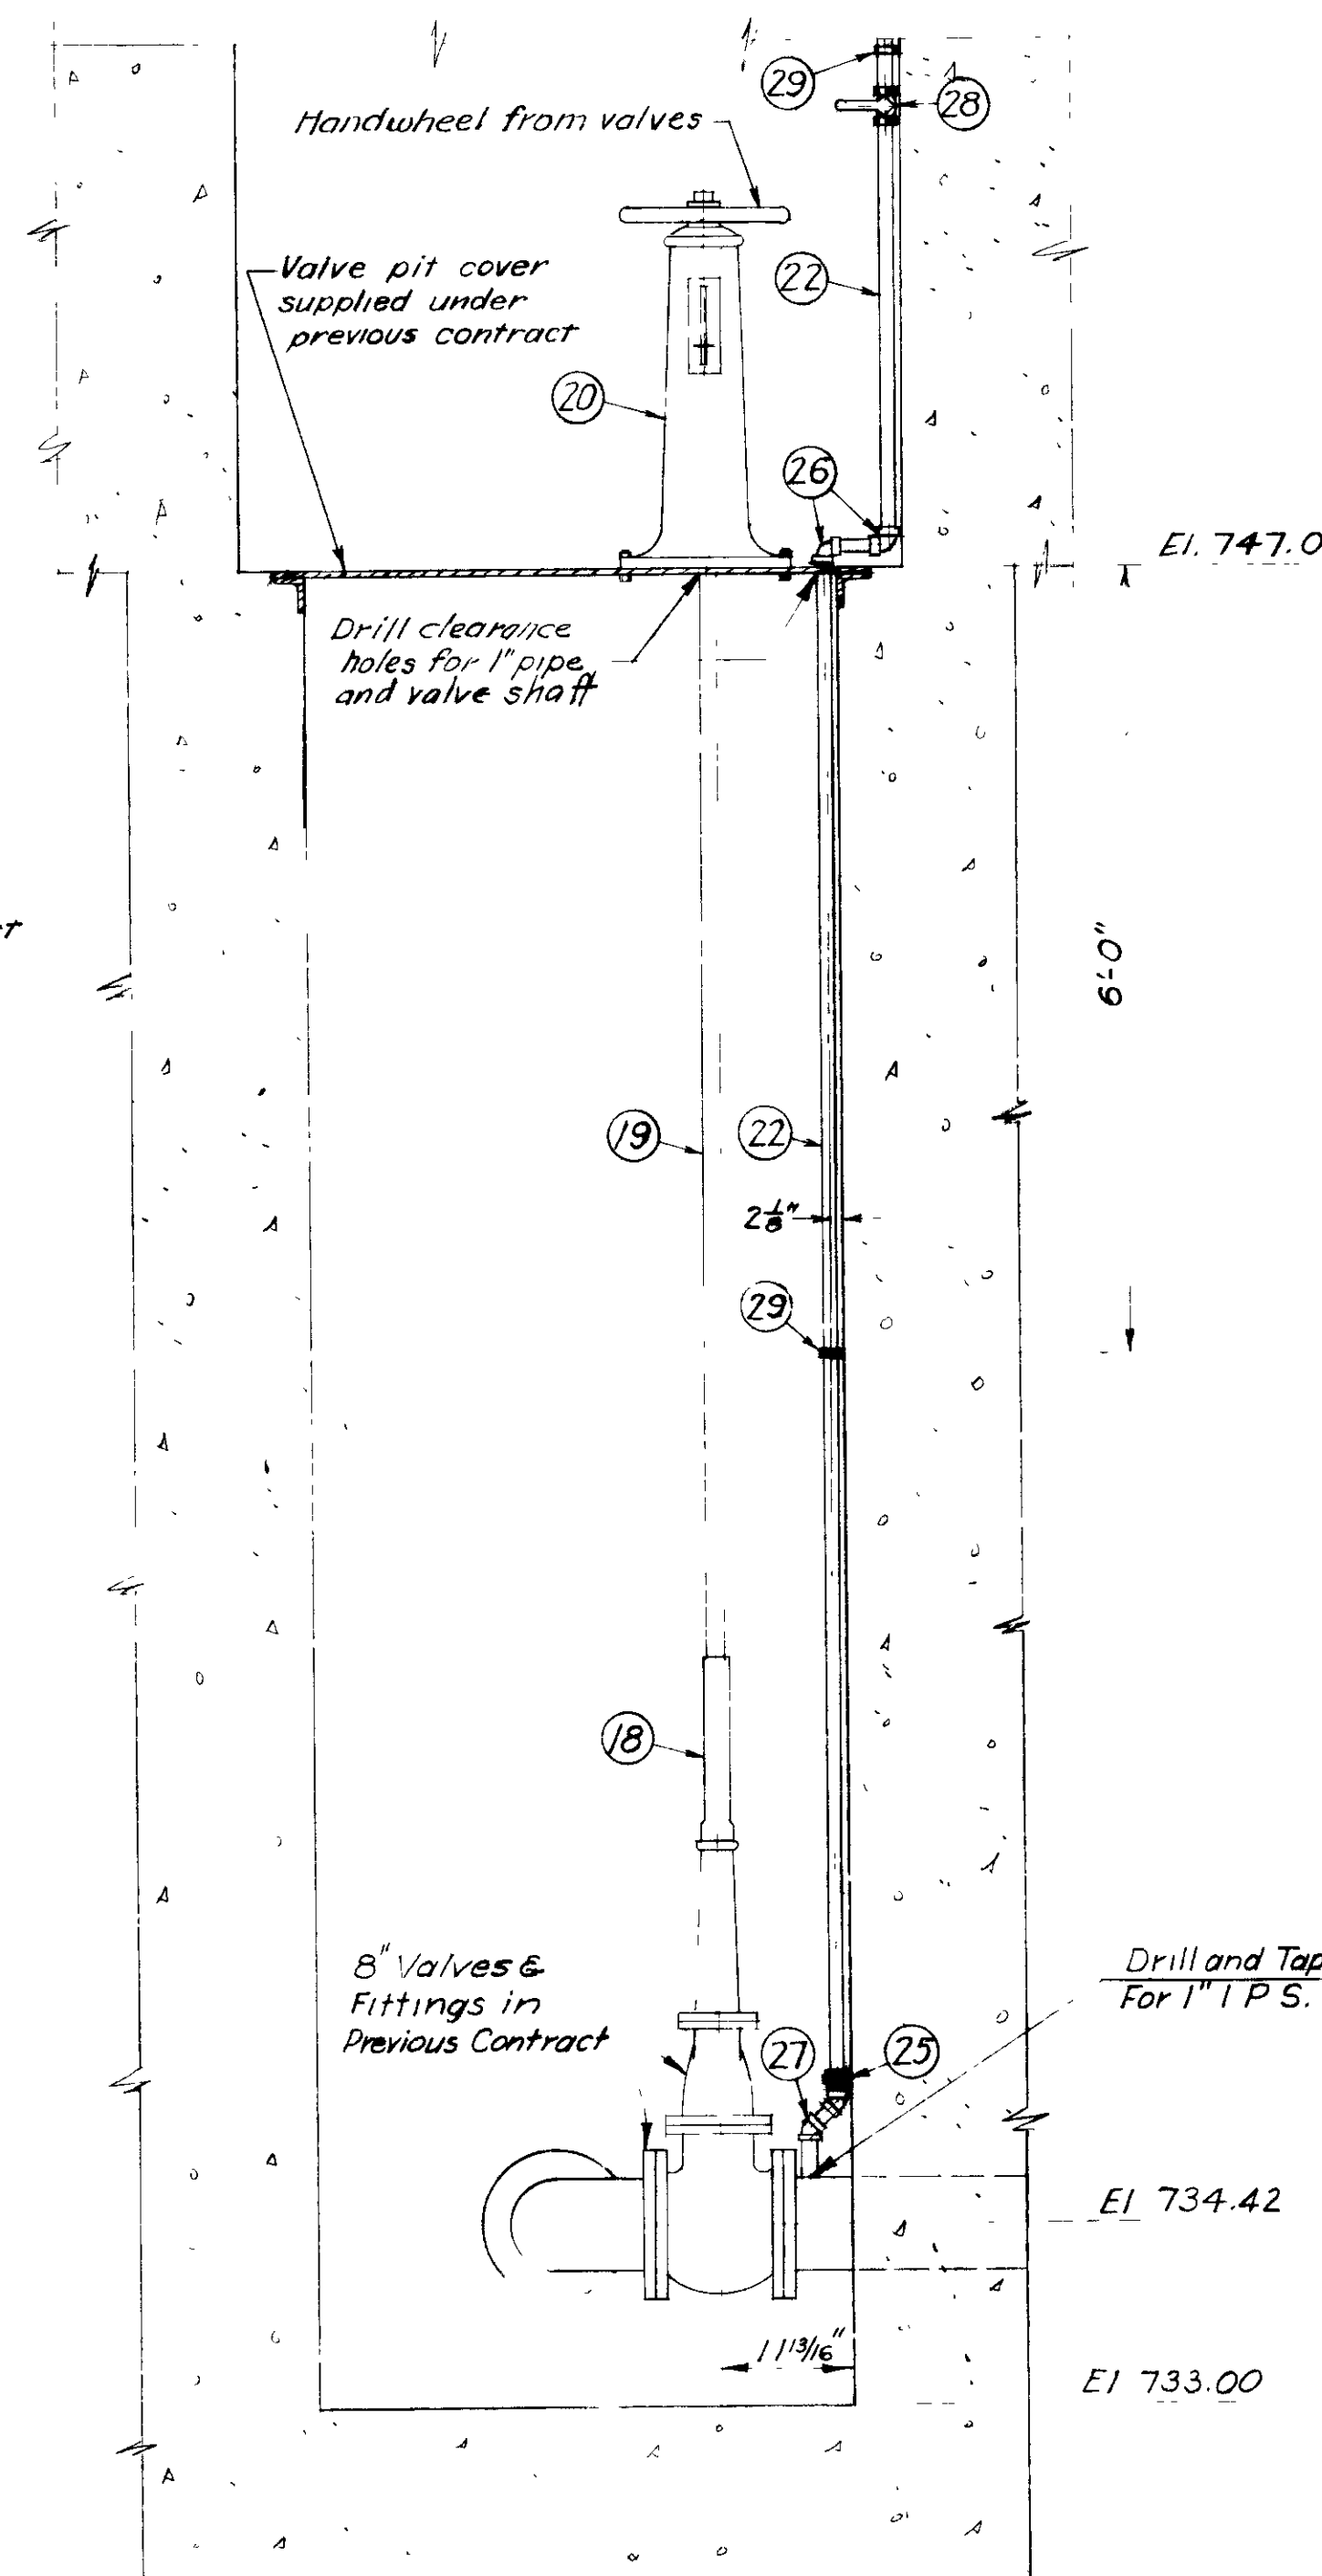 29
28
Handwheel from valves
Valve pit cover
supplied under
previous contract
22
20
26
El. 747.0
Drill clearance
holes for 1" pipe
and valve shaft
6'-0"
19
22
2 1/8"
29
18
8" Valves &
Fittings in
Previous Contract
Drill and Tap
For 1" I P S.
27
25
El 734.42
11 13/16"
El 733.00